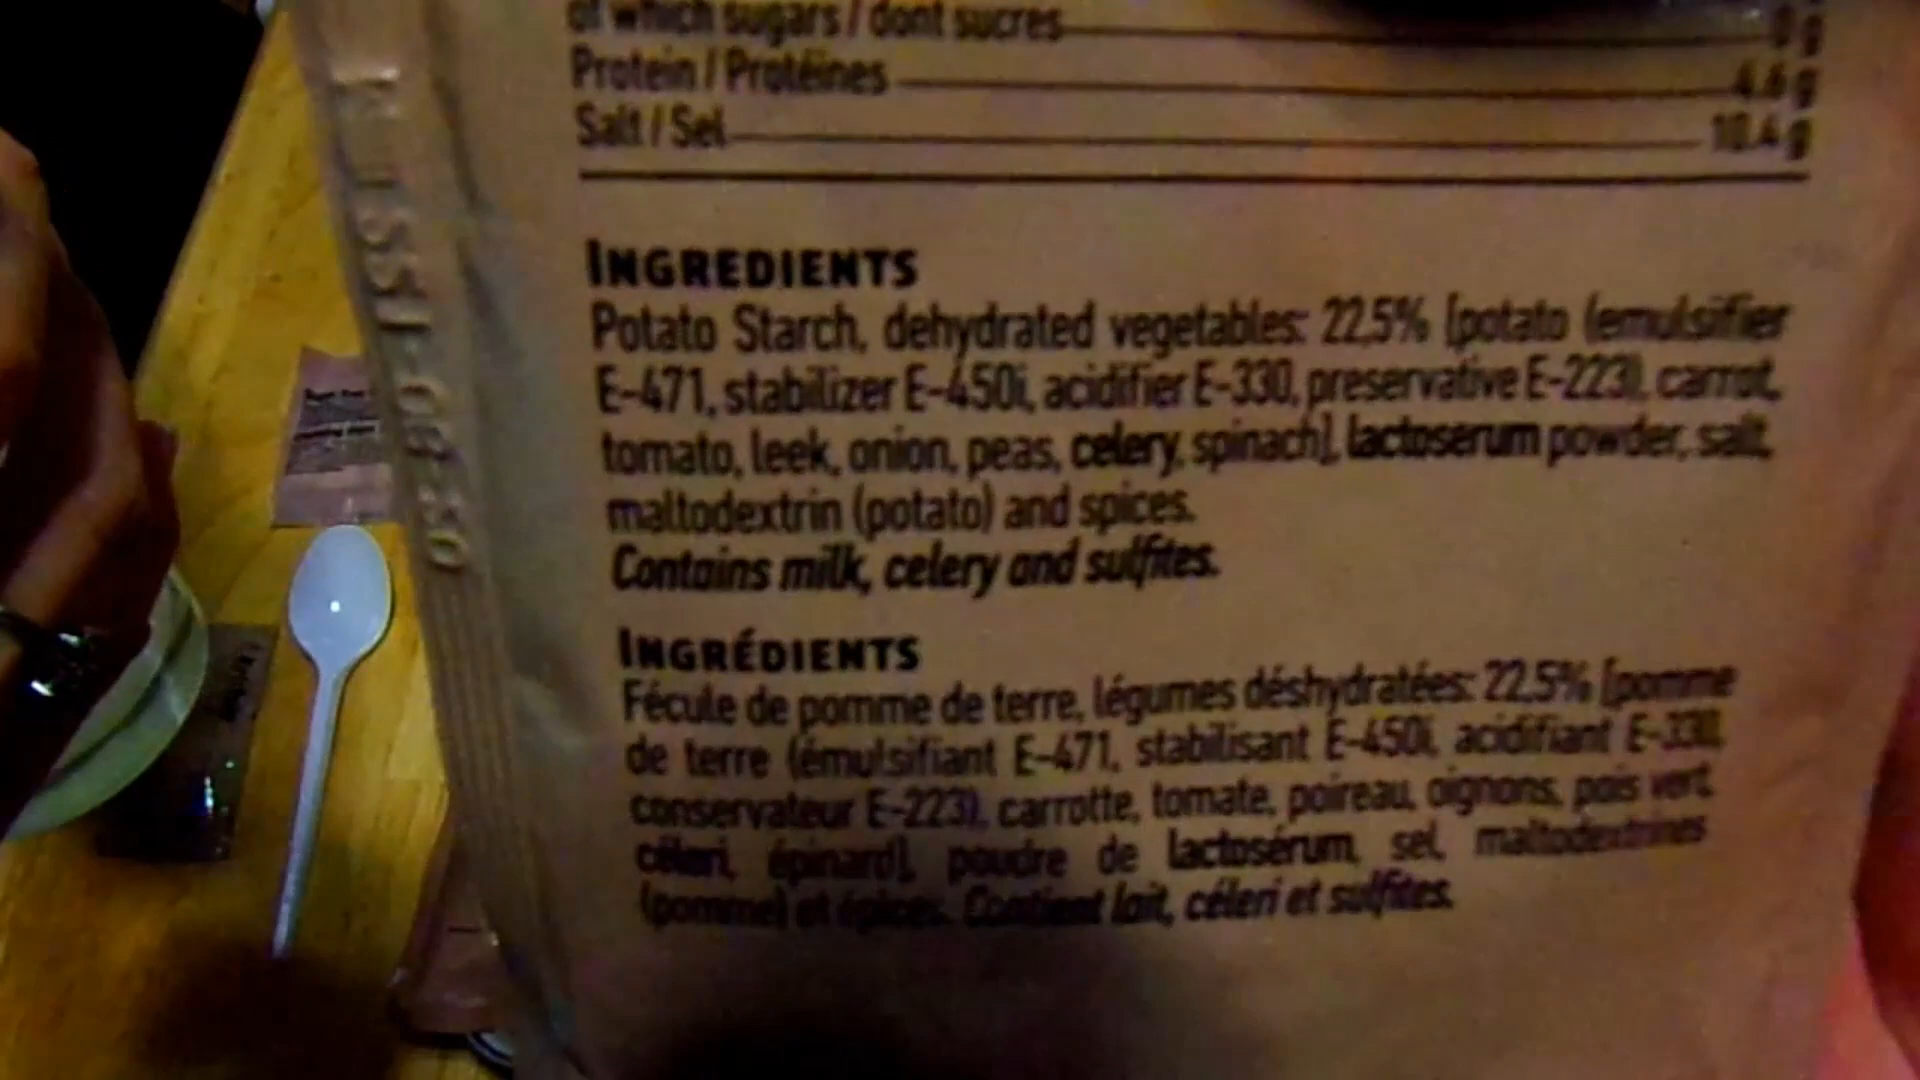 of which sugars / dont sucres 0 g
Protein / Protéines 4.6 g
Salt / Sel 10.4 g
INGREDIENTS
Potato Starch, dehydrated vegetables: 22,5% [potato (emulsifier
E-471, stabilizer E-450i, acidifier E-330, preservative E-223), carrot,
tomato, leek, onion, peas, celery, spinach], lactoserum powder, salt,
maltodextrin (potato) and spices.
Contains milk, celery and sulfites.
INGRÉDIENTS
Fécule de pomme de terre, légumes déshydratées: 22,5% [pomme
de terre (émulsifiant E-471, stabilisant E-450i, acidifiant E-330,
conservateur E-223), carrotte, tomate, poireau, oignons, pois vert,
céleri, épinard], poudre de lactosérum, sel, maltodextrines
(pomme) et épices. Contient lait, céleri et sulfites.